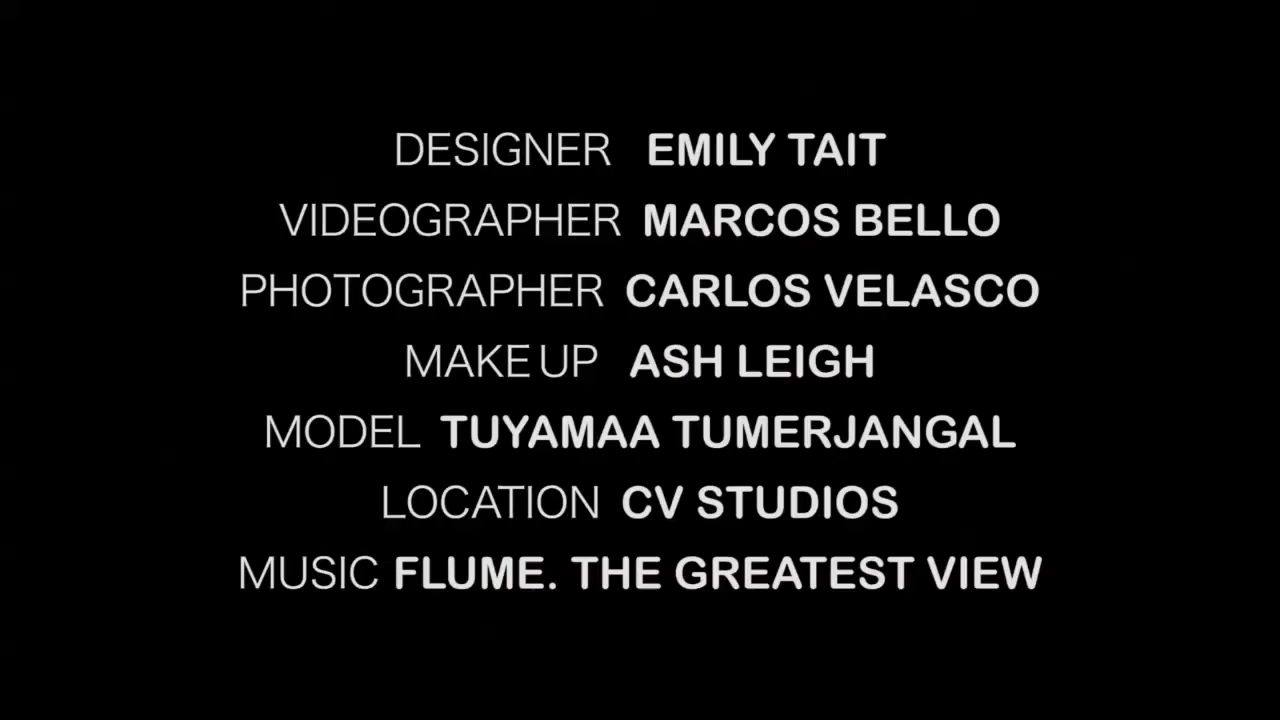 DESIGNER EMILY TAIT
VIDEOGRAPHER MARCOS BELLO
PHOTOGRAPHER CARLOS VELASCO
MAKE UP ASH LEIGH
MODEL TUYAMAA TUMERJANGAL
LOCATION CV STUDIOS
MUSIC FLUME. THE GREATEST VIEW